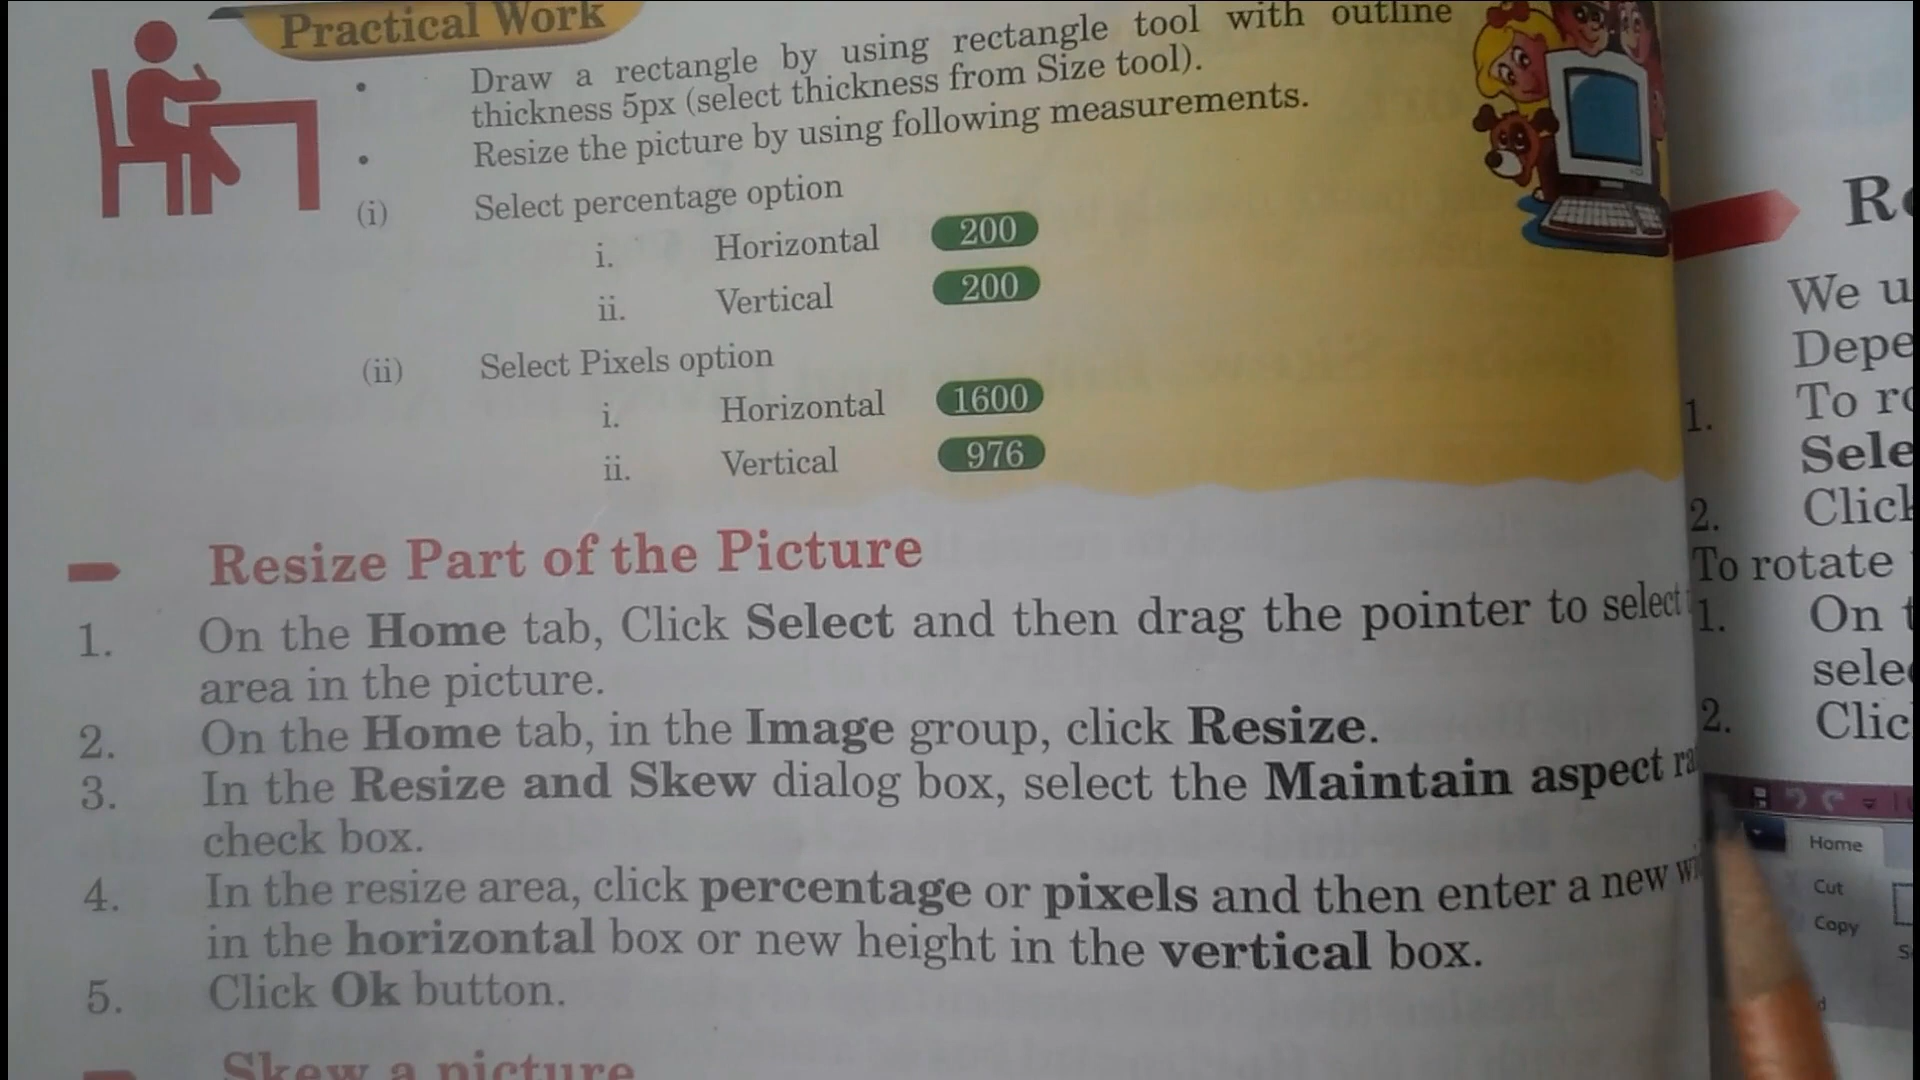 Practical Work
• Draw a rectangle by using rectangle tool with outline
thickness 5px (select thickness from Size tool).
• Resize the picture by using following measurements.
(i) Select percentage option
i. Horizontal 200
ii. Vertical 200
(ii) Select Pixels option
i. Horizontal 1600
ii. Vertical 976
Resize Part of the Picture
1. On the Home tab, Click Select and then drag the pointer to select
area in the picture.
2. On the Home tab, in the Image group, click Resize.
3. In the Resize and Skew dialog box, select the Maintain aspect ra
check box.
4. In the resize area, click percentage or pixels and then enter a new wi
in the horizontal box or new height in the vertical box.
5. Click Ok button.
Skew a picture
We u
Depe
1. To ro
Sele
2. Click
To rotate
1. On t
selec
2. Clic
Home
Cut
Copy